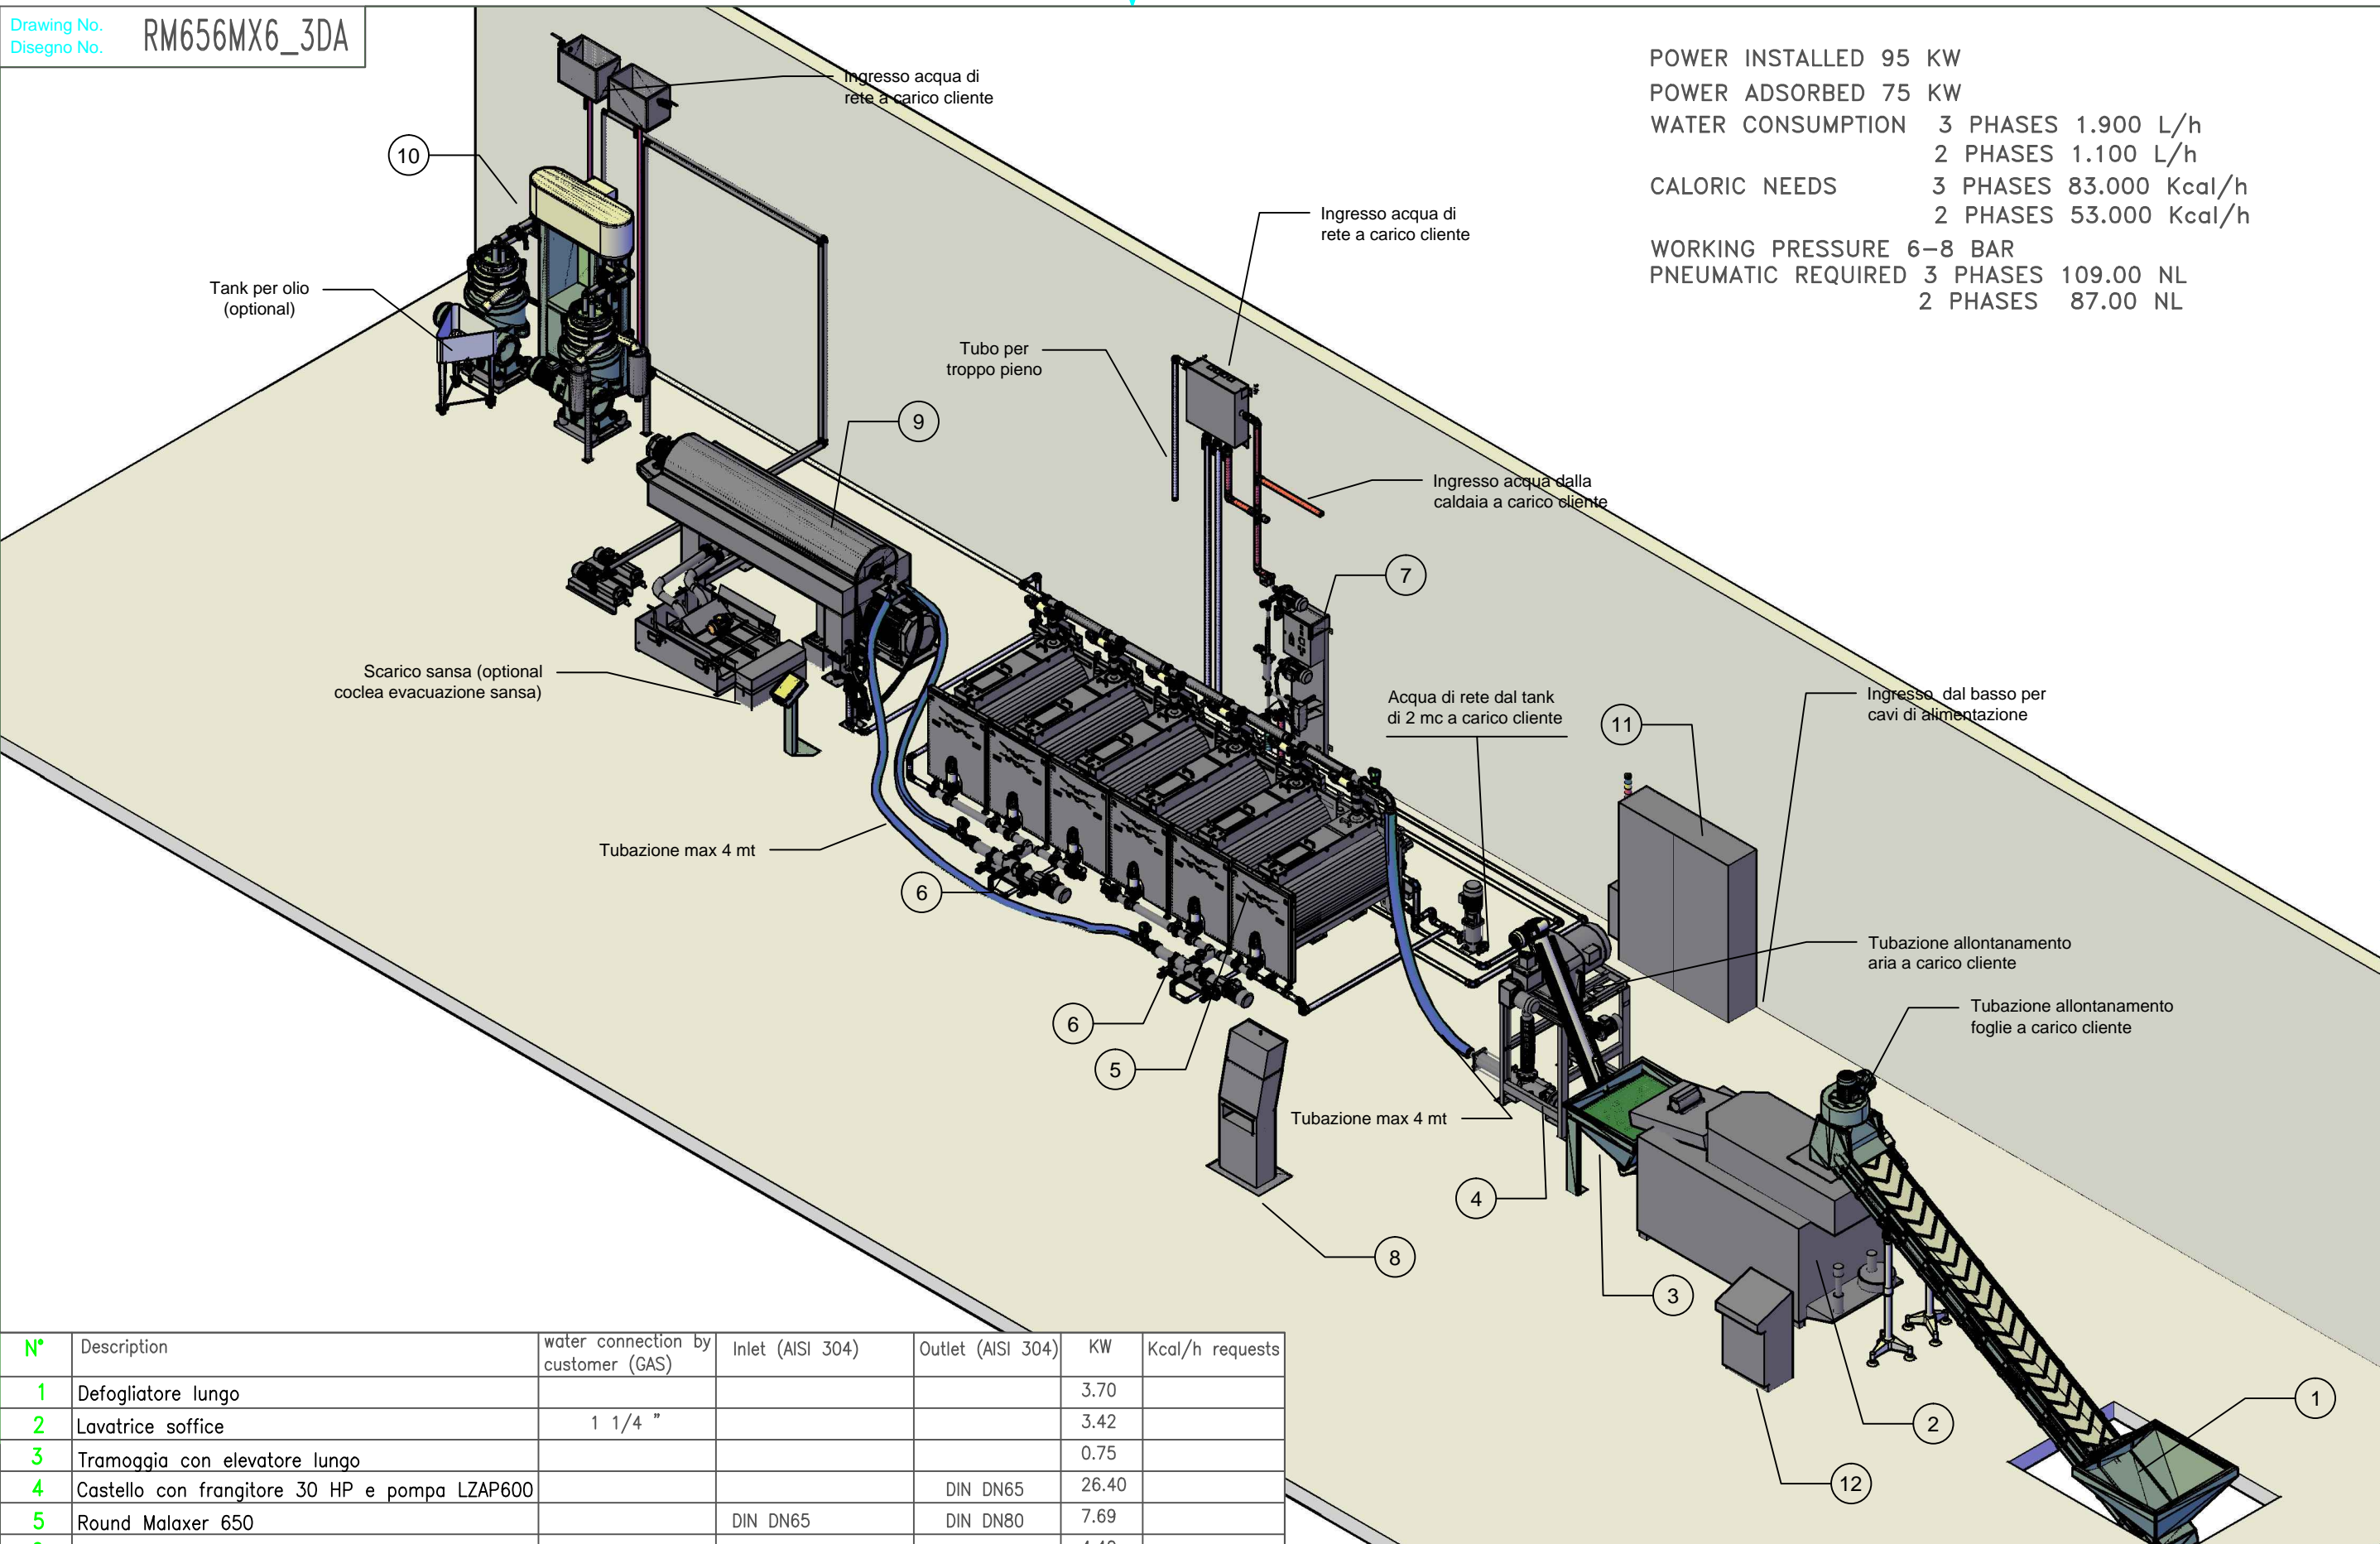 Drawing No.
Disegno No.
RM656MX6_3DA
POWER INSTALLED 95 KW
POWER ADSORBED 75 KW
WATER CONSUMPTION 3 PHASES 1.900 L/h
2 PHASES 1.100 L/h
CALORIC NEEDS 3 PHASES 83.000 Kcal/h
2 PHASES 53.000 Kcal/h
WORKING PRESSURE 6-8 BAR
PNEUMATIC REQUIRED 3 PHASES 109.00 NL
2 PHASES 87.00 NL
Ingresso acqua di
rete a carico cliente
10
Ingresso acqua di
rete a carico cliente
Tank per olio
(optional)
Tubo per
troppo pieno
9
Ingresso acqua dalla
caldaia a carico cliente
7
Scarico sansa (optional
coclea evacuazione sansa)
Acqua di rete dal tank
di 2 mc a carico cliente
11
Ingresso dal basso per
cavi di alimentazione
Tubazione max 4 mt
6
Tubazione allontanamento
aria a carico cliente
Tubazione allontanamento
foglie a carico cliente
6
5
Tubazione max 4 mt
4
8
3
1
2
12
N° Description water connection by customer (GAS) Inlet (AISI 304) Outlet (AISI 304) KW Kcal/h requests
1 Defogliatore lungo 3.70
2 Lavatrice soffice 1 1/4 " 3.42
3 Tramoggia con elevatore lungo 0.75
4 Castello con frangitore 30 HP e pompa LZAP600 DIN DN65 26.40
5 Round Malaxer 650 DIN DN65 DIN DN80 7.69